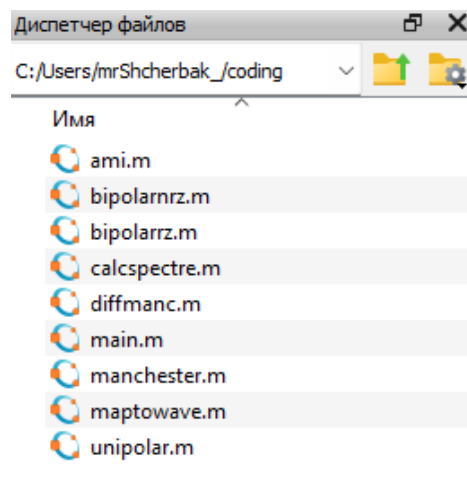 Диспетчер файлов
C:/Users/mrShcherbak_/coding
Имя
ami.m
bipolarnrz.m
bipolarrz.m
calcspectre.m
diffmanc.m
main.m
manchester.m
maptowave.m
unipolar.m